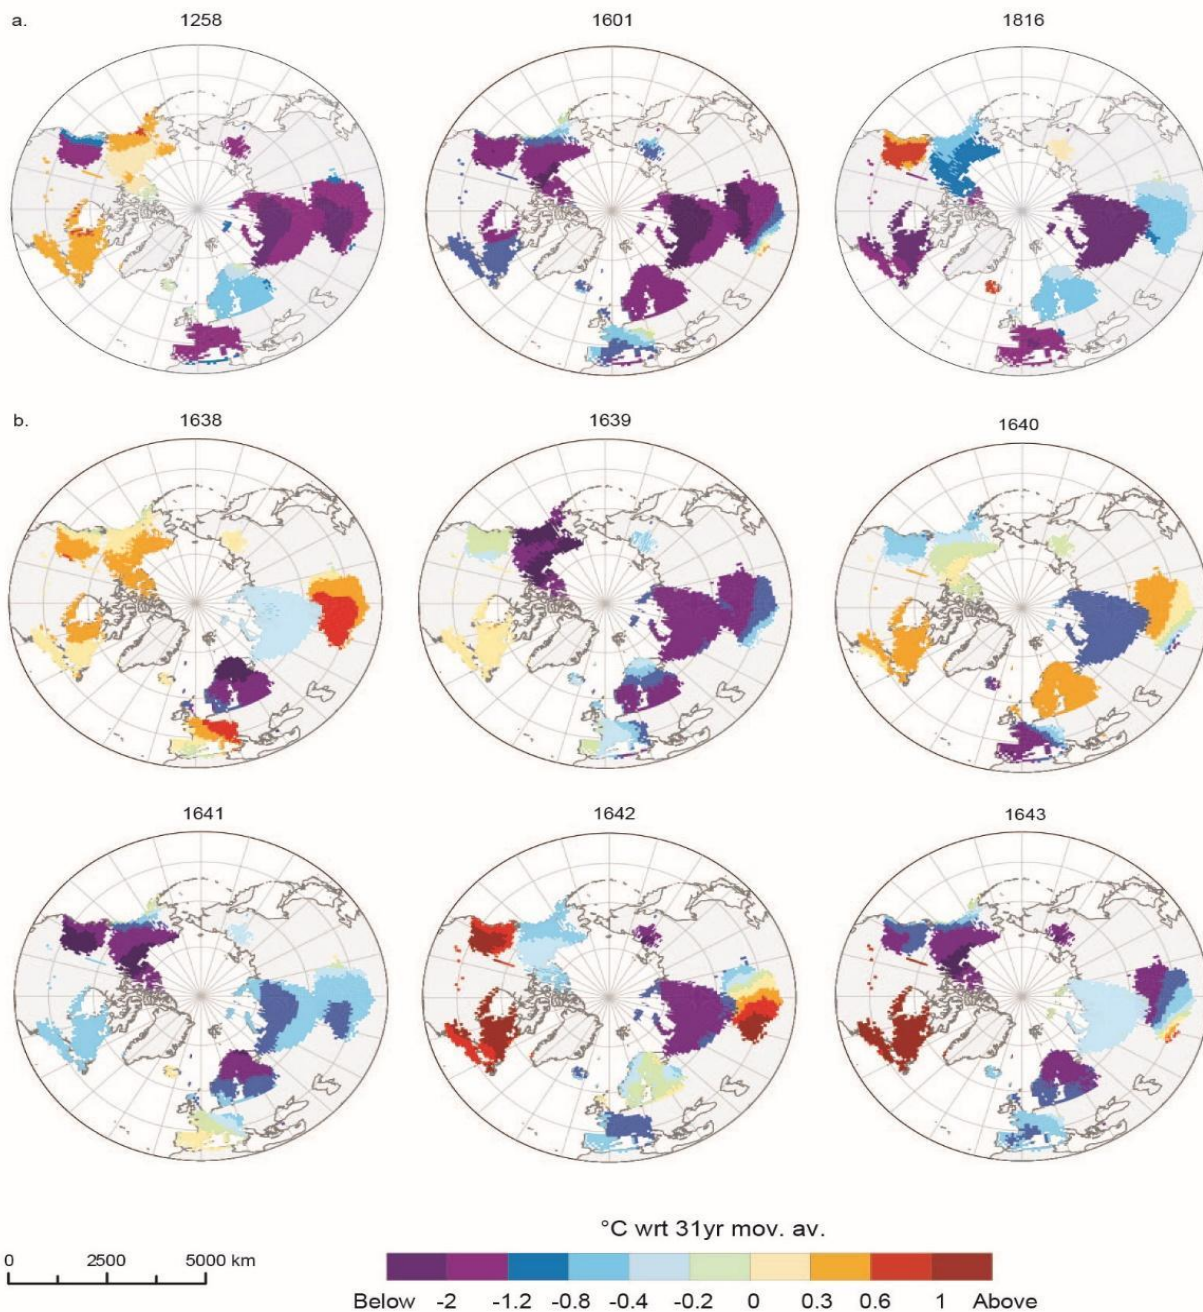 a.
1258 1601 1816
b.
1638 1639 1640
1641 1642 1643
°C wrt 31yr mov. av.
0 2500 5000 km
Below -2 -1.2 -0.8 -0.4 -0.2 0 0.3 0.6 1 Above